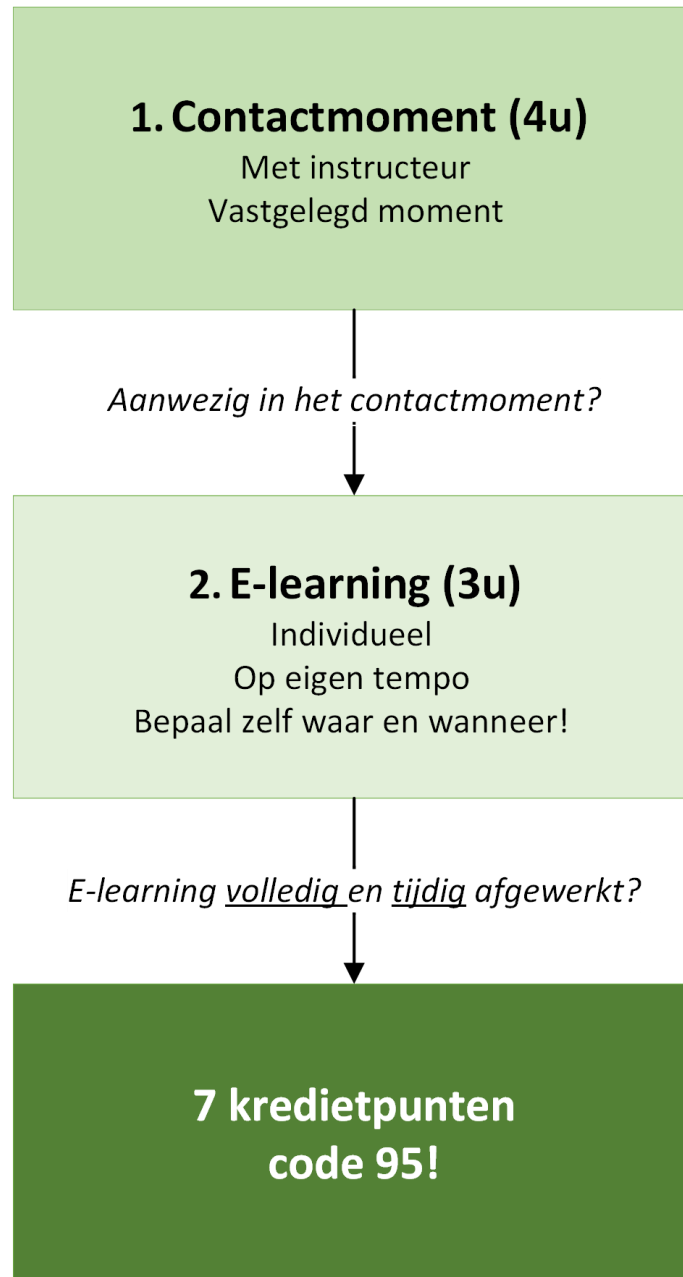 1. Contactmoment (4u)
Met instructeur
Vastgelegd moment
Aanwezig in het contactmoment?
2. E-learning (3u)
Individueel
Op eigen tempo
Bepaal zelf waar en wanneer!
E-learning volledig en tijdig afgewerkt?
7 kredietpunten
code 95!